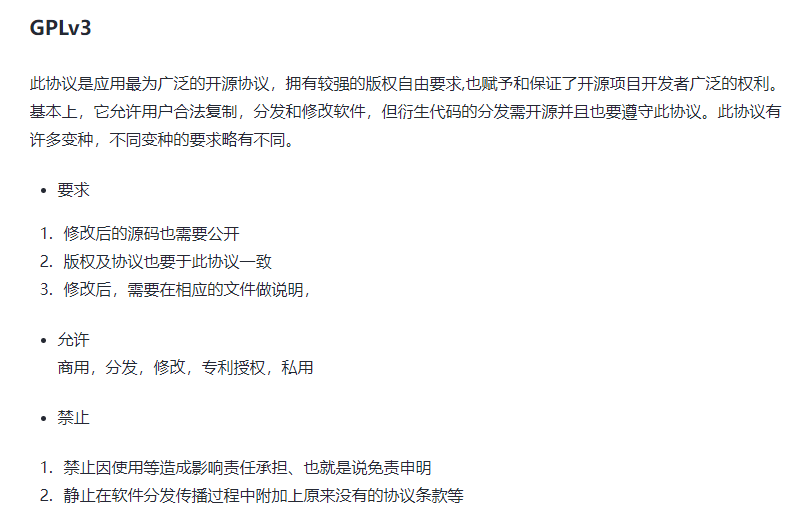 GPLv3
此协议是应用最为广泛的开源协议，拥有较强的版权自由要求,也赋予和保证了开源项目开发者广泛的权利。
基本上，它允许用户合法复制，分发和修改软件，但衍生代码的分发需开源并且也要遵守此协议。此协议有
许多变种，不同变种的要求略有不同。
• 要求
1. 修改后的源码也需要公开
2. 版权及协议也要于此协议一致
3. 修改后，需要在相应的文件做说明，
• 允许
商用，分发，修改，专利授权，私用
• 禁止
1. 禁止因使用等造成影响责任承担、也就是说免责申明
2. 静止在软件分发传播过程中附加上原来没有的协议条款等